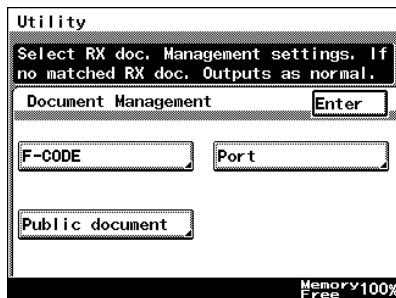 Utility
Select RX doc. Management settings. If
no matched RX doc. Outputs as normal.
Document Management
Enter
F-CODE
Port
Public document
Memory 100%
Free